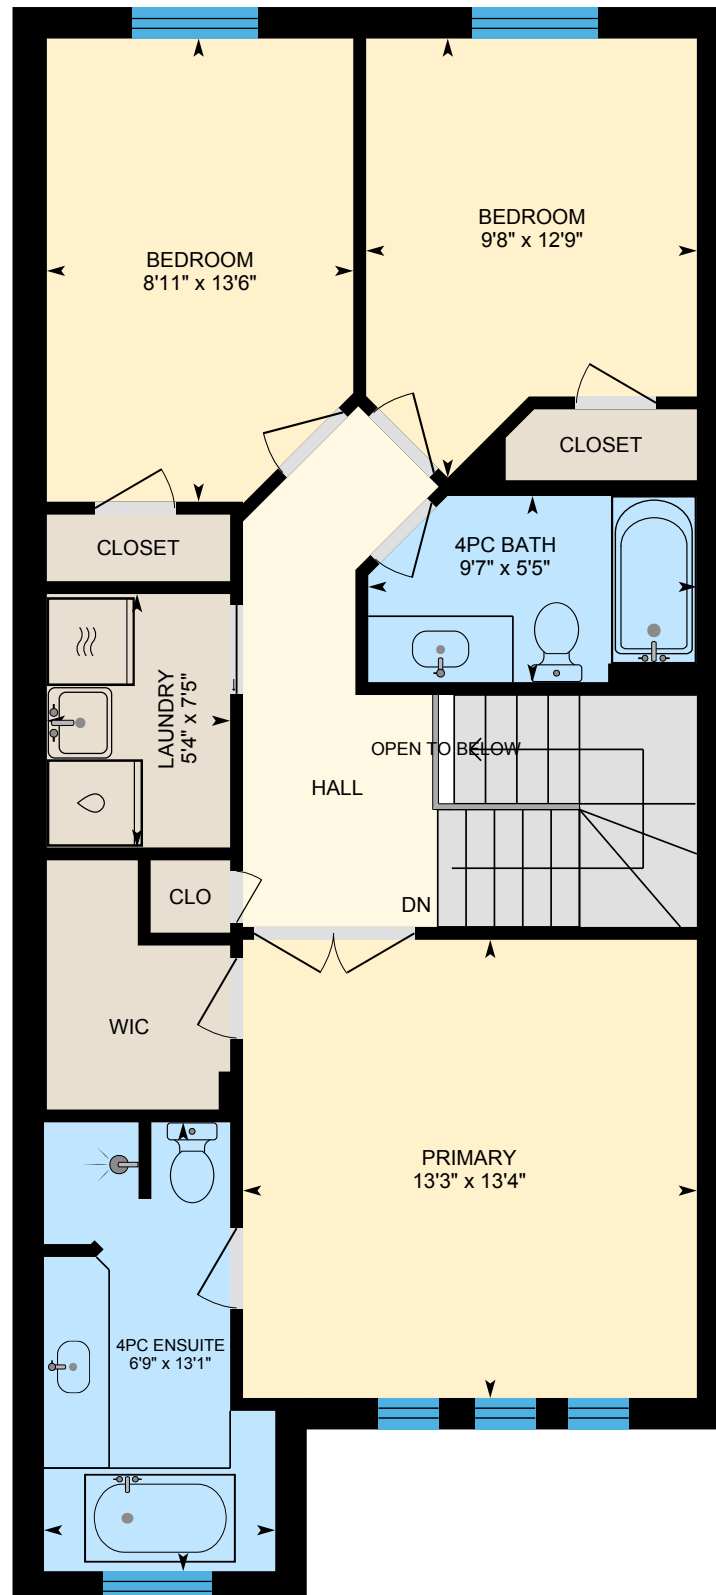 BEDROOM
9'8" x 12'9"
BEDROOM
8'11" x 13'6"
CLOSET
4PC BATH
9'7" x 5'5"
CLOSET
LAUNDRY
5'4" x 7'5"
OPEN TO BELOW
HALL
CLO
DN
WIC
PRIMARY
13'3" x 13'4"
4PC ENSUITE
6'9" x 13'1"